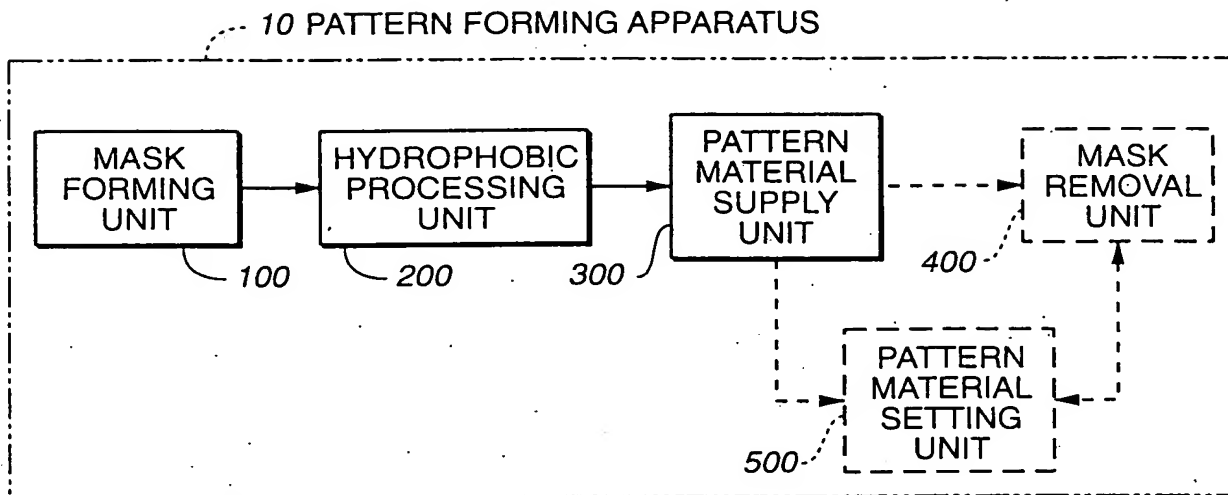 10 PATTERN FORMING APPARATUS
MASK
FORMING
UNIT
100
HYDROPHOBIC
PROCESSING
UNIT
200
PATTERN
MATERIAL
SUPPLY
UNIT
300
MASK
REMOVAL
UNIT
400
PATTERN
MATERIAL
SETTING
UNIT
500